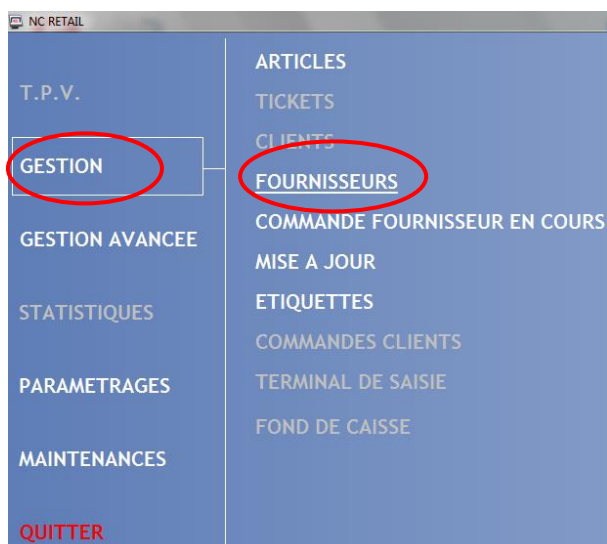 NC RETAIL
T.P.V.
GESTION
GESTION AVANCEE
STATISTIQUES
PARAMETRAGES
MAINTENANCES
QUITTER
ARTICLES
TICKETS
CLIENTS
FOURNISSEURS
COMMANDE FOURNISSEUR EN COURS
MISE A JOUR
ETIQUETTES
COMMANDES CLIENTS
TERMINAL DE SAISIE
FOND DE CAISSE